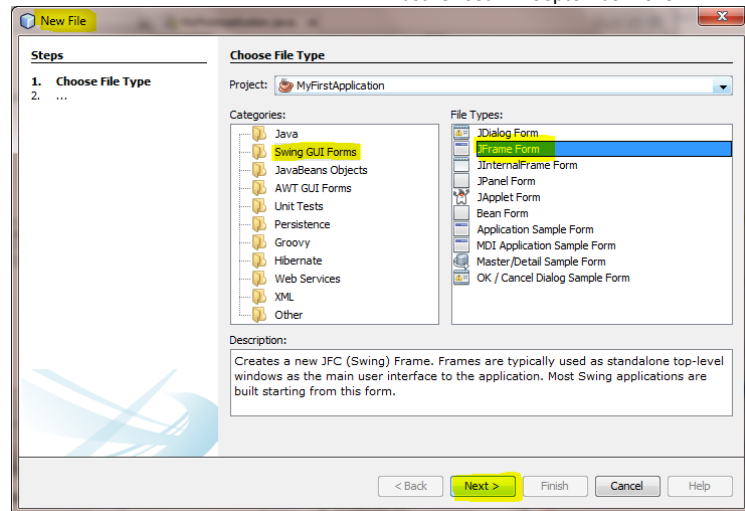 New File
Steps
1. Choose File Type
2. ...
Choose File Type
Project: MyFirstApplication
Categories:
Java
Swing GUI Forms
JavaBeans Objects
AWT GUI Forms
Unit Tests
Persistence
Groovy
Hibernate
Web Services
XML
Other
File Types:
JDialog Form
JFrame Form
JInternalFrame Form
JPanel Form
JApplet Form
Bean Form
Application Sample Form
MDI Application Sample Form
Master/Detail Sample Form
OK / Cancel Dialog Sample Form
Description:
Creates a new JFC (Swing) Frame. Frames are typically used as standalone top-level
windows as the main user interface to the application. Most Swing applications are
built starting from this form.
< Back
Next >
Finish
Cancel
Help